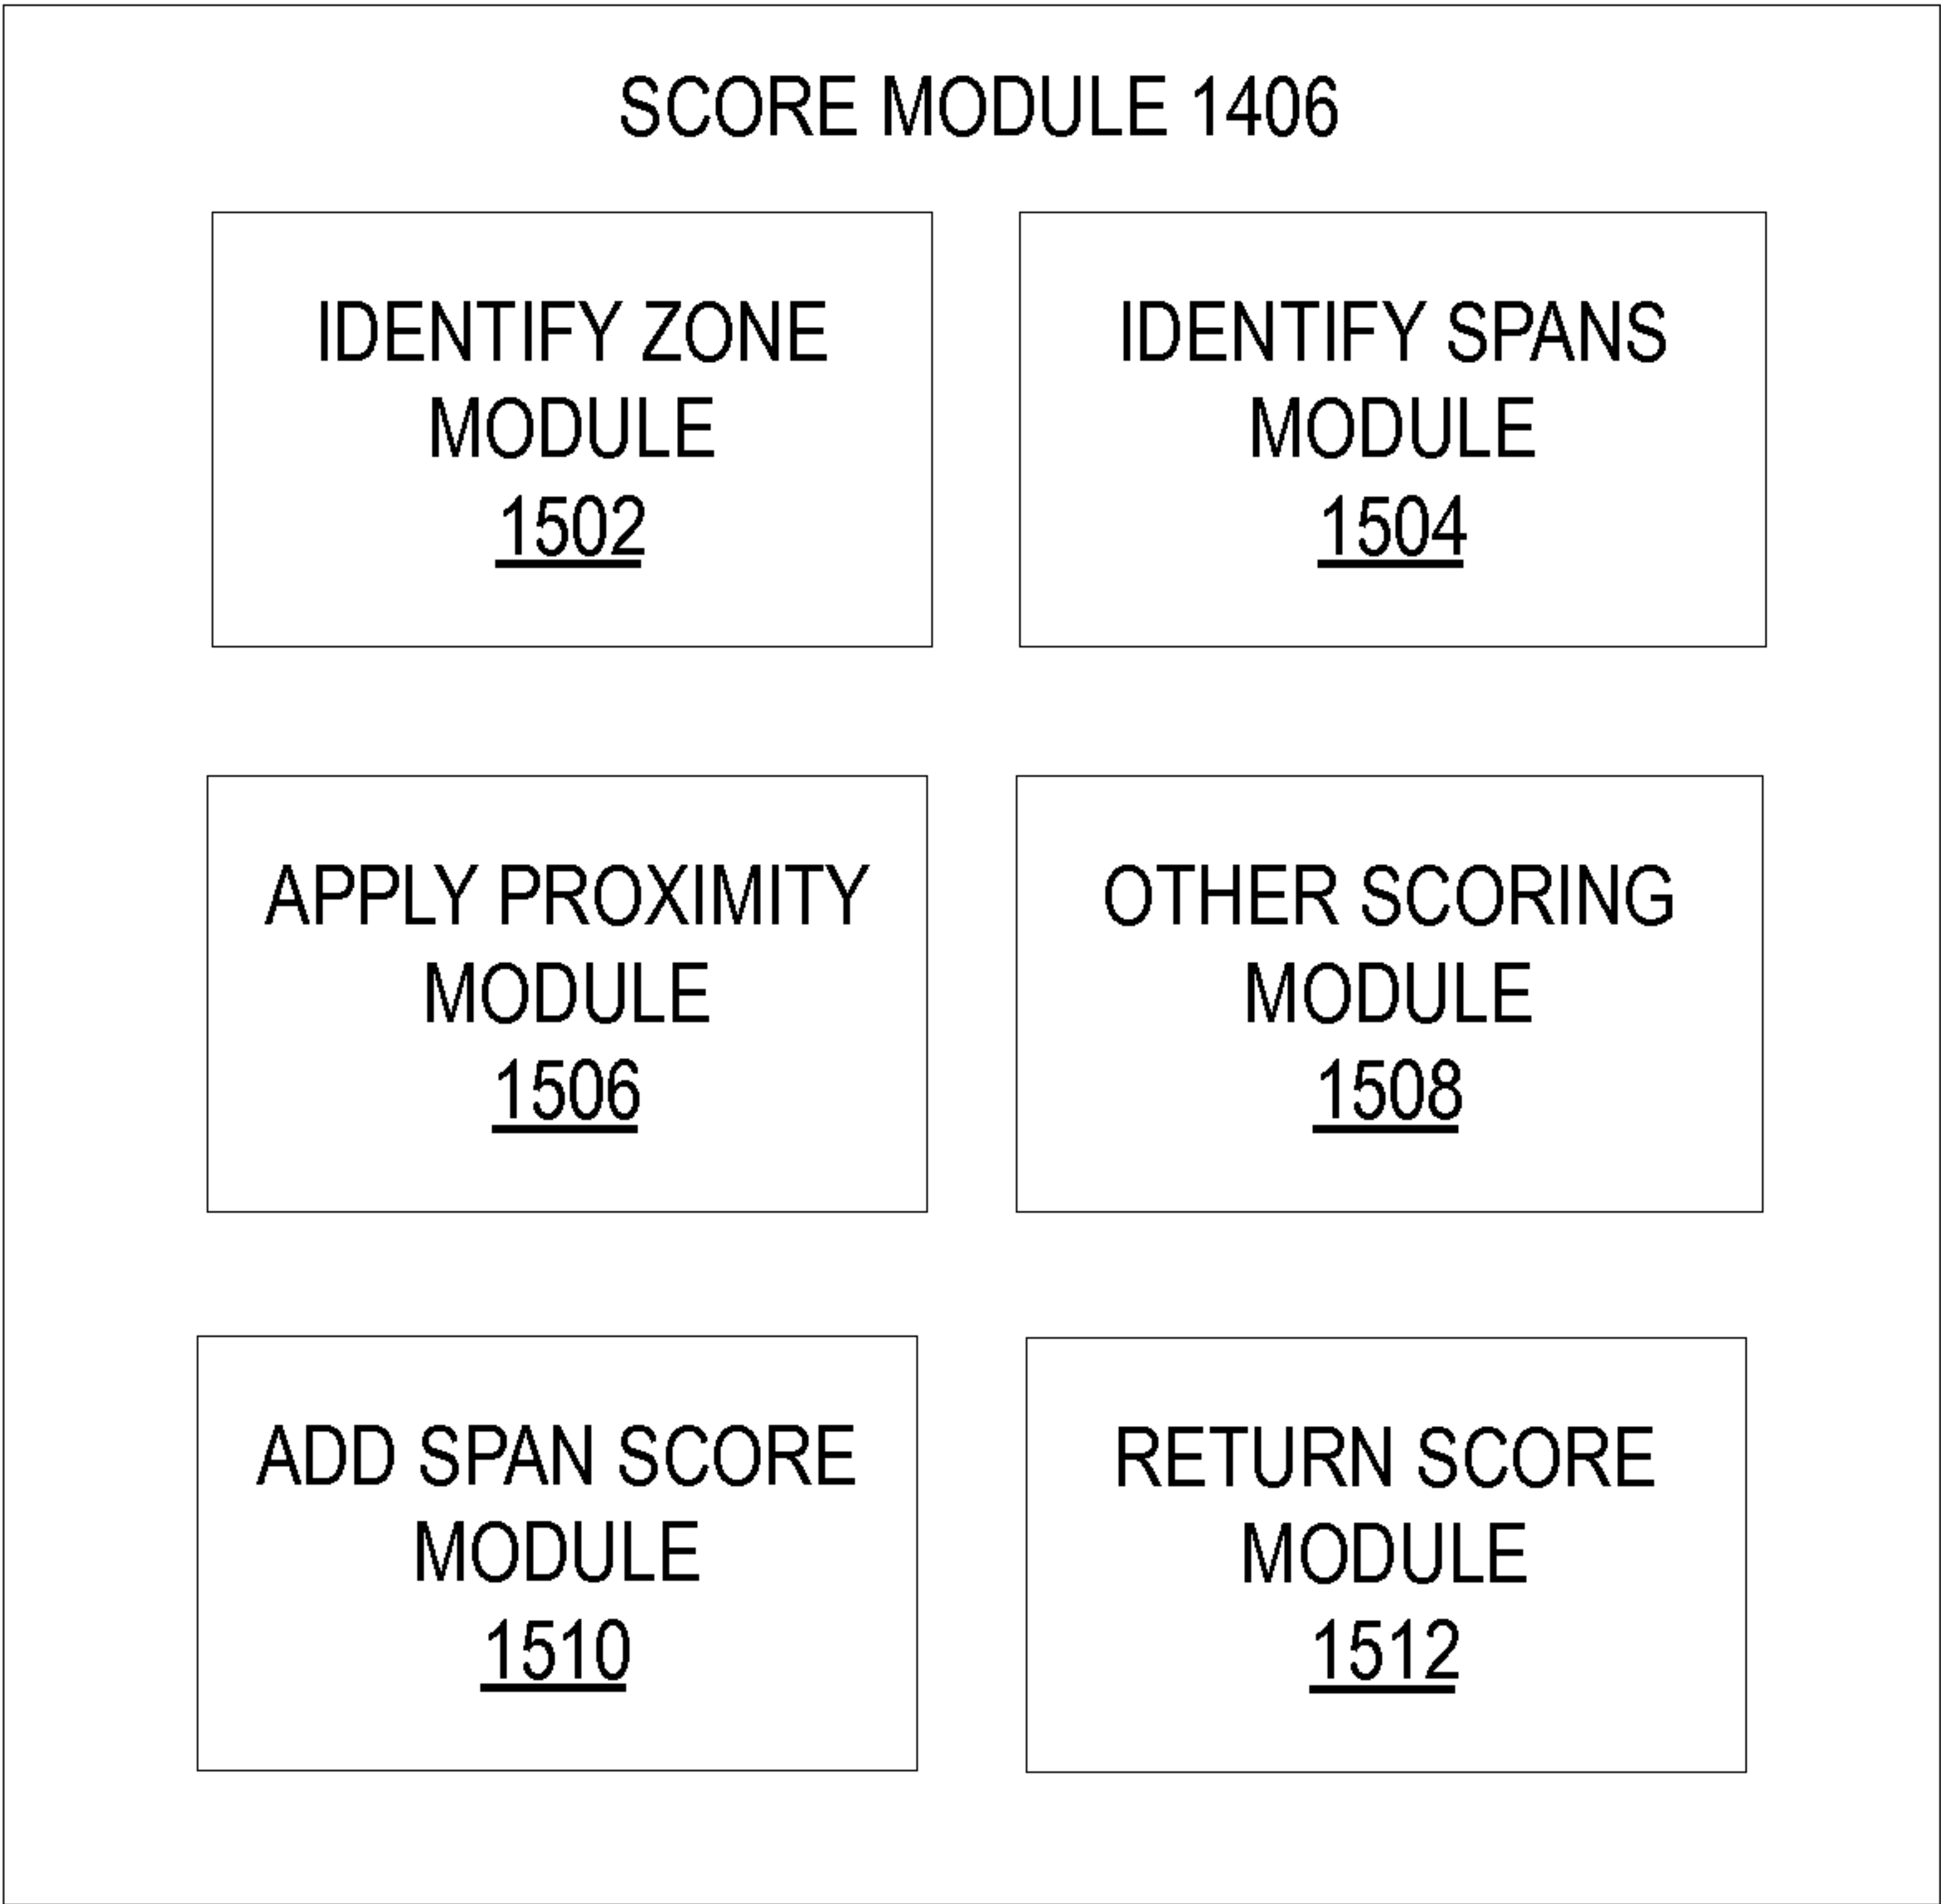 SCORE MODULE 1406
IDENTIFY ZONE
MODULE
1502
IDENTIFY SPANS
MODULE
1504
APPLY PROXIMITY
MODULE
1506
OTHER SCORING
MODULE
1508
ADD SPAN SCORE
MODULE
1510
RETURN SCORE
MODULE
1512